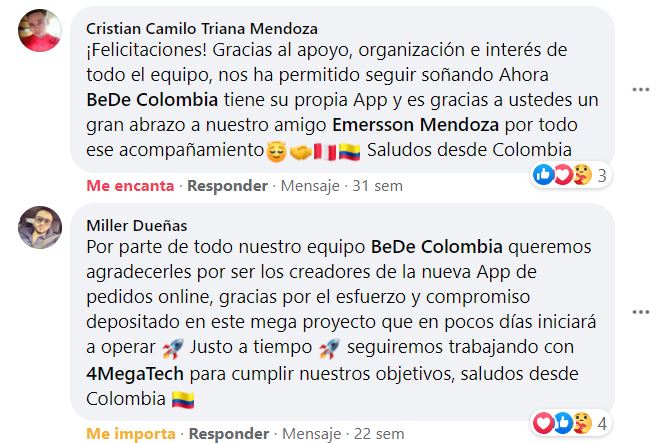 Cristian Camilo Triana Mendoza
¡Felicitaciones! Gracias al apoyo, organización e interés de
todo el equipo, nos ha permitido seguir soñando Ahora
BeDe Colombia tiene su propia App y es gracias a ustedes un
gran abrazo a nuestro amigo Emersson Mendoza por todo
ese acompañamiento😇🤝🇵🇪🇨🇴 Saludos desde Colombia
3
Me encanta · Responder · Mensaje · 31 sem
Miller Dueñas
Por parte de todo nuestro equipo BeDe Colombia queremos
agradecerles por ser los creadores de la nueva App de
pedidos online, gracias por el esfuerzo y compromiso
depositado en este mega proyecto que en pocos días iniciará
a operar 🚀 Justo a tiempo 🚀 seguiremos trabajando con
4MegaTech para cumplir nuestros objetivos, saludos desde
Colombia 🇨🇴
4
Me importa · Responder · Mensaje · 22 sem